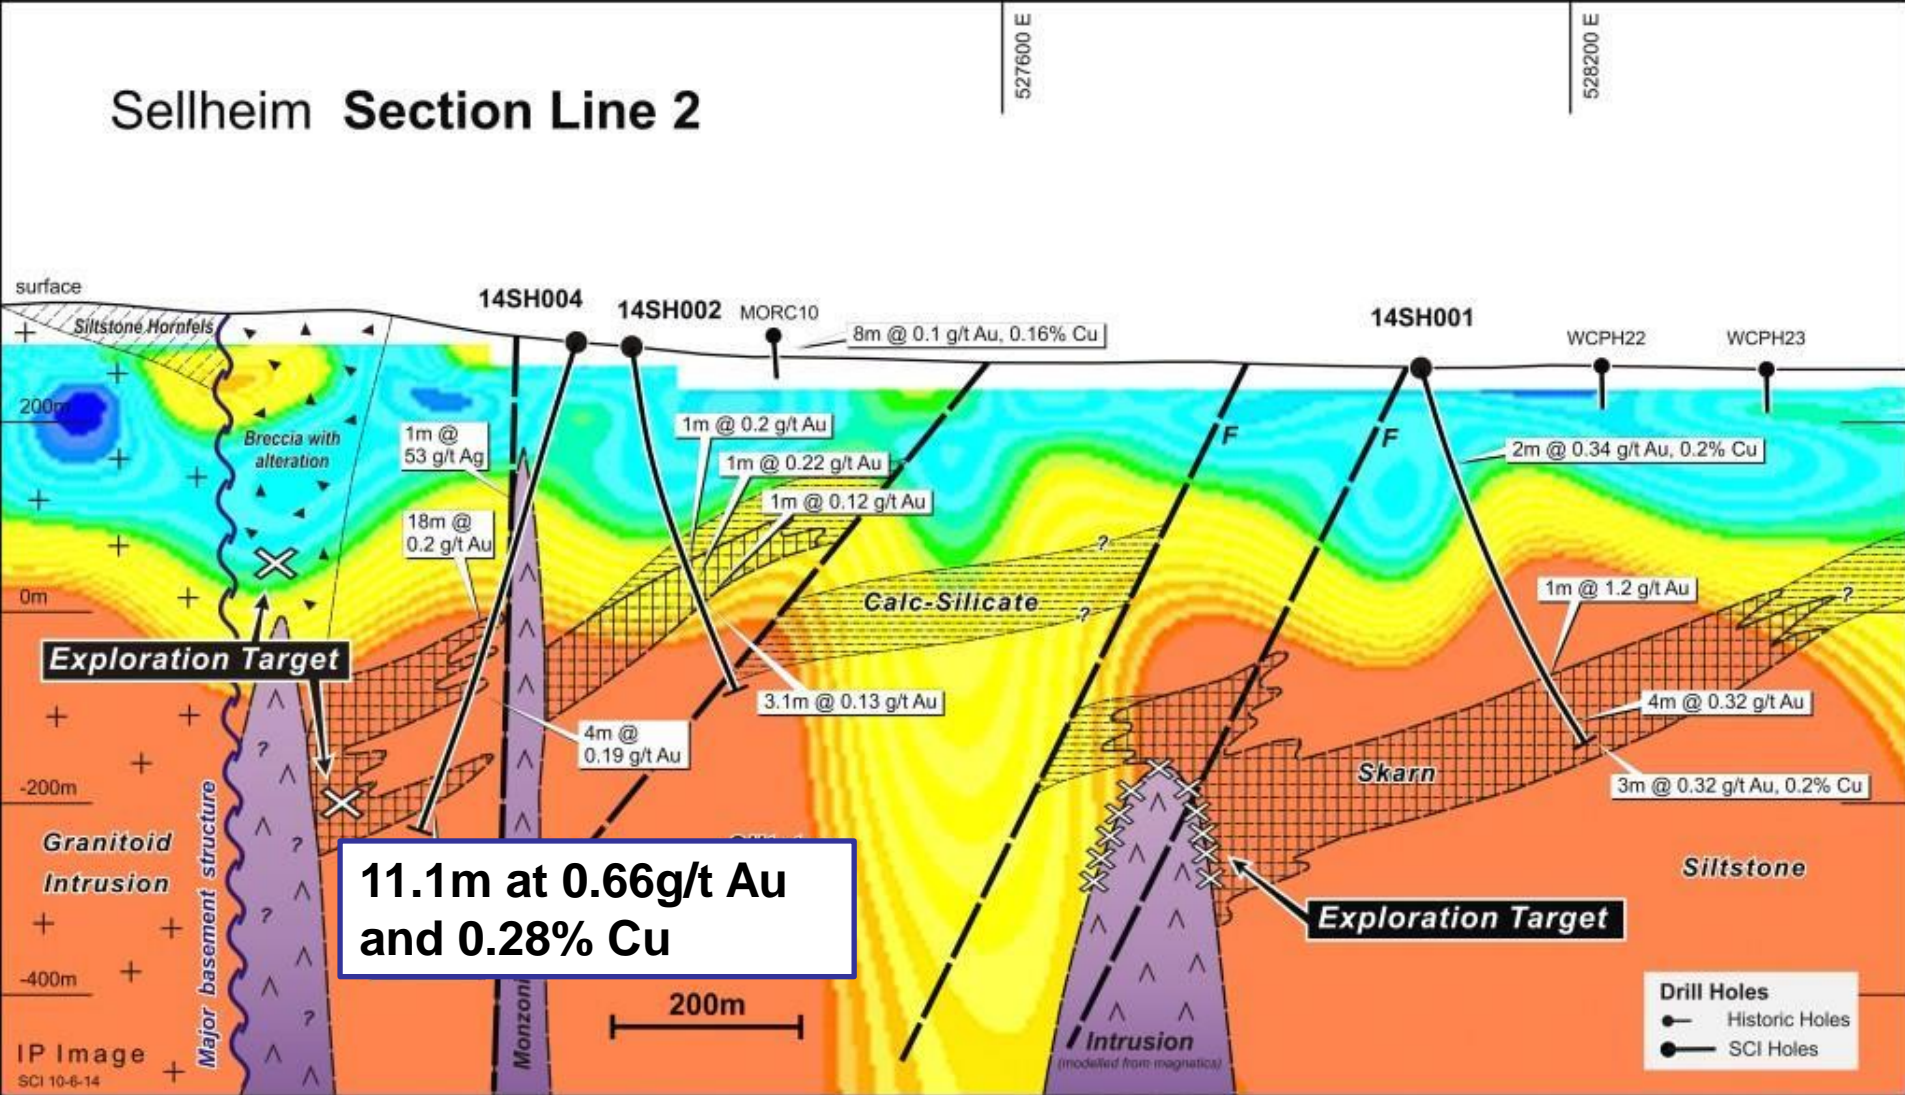 527600 E
528200 E
Sellheim Section Line 2
surface
14SH004
14SH002
MORC10
14SH001
WCPH22
WCPH23
Siltstone Hornfels
8m @ 0.1 g/t Au, 0.16% Cu
200m
Breccia with
alteration
1m @
53 g/t Ag
1m @ 0.2 g/t Au
1m @ 0.22 g/t Au
1m @ 0.12 g/t Au
F
F
2m @ 0.34 g/t Au, 0.2% Cu
18m @
0.2 g/t Au
?
0m
Calc-Silicate
?
1m @ 1.2 g/t Au
?
Exploration Target
3.1m @ 0.13 g/t Au
4m @ 0.32 g/t Au
4m @
0.19 g/t Au
?
-200m
Skarn
3m @ 0.32 g/t Au, 0.2% Cu
Granitoid
Intrusion
Major basement structure
?
11.1m at 0.66g/t Au
and 0.28% Cu
Siltstone
?
Exploration Target
-400m
200m
?
Intrusion
(modelled from magnetics)
IP Image
SCI 10-6-14
Drill Holes
Historic Holes
SCI Holes